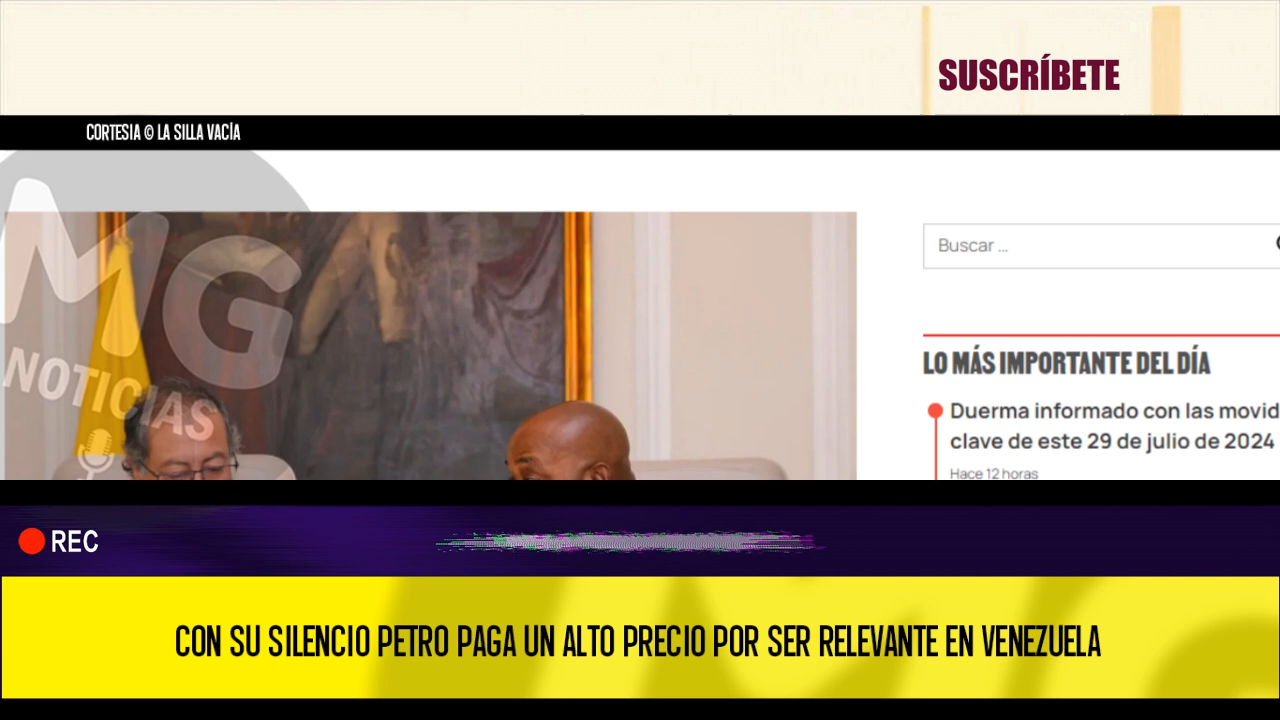 SUSCRÍBETE
CORTESIA © LA SILLA VACÍA
MG
NOTICIAS
Buscar ...
LO MÁS IMPORTANTE DEL DÍA
Duerma informado con las movid
clave de este 29 de julio de 2024
Hace 12 horas
REC
CON SU SILENCIO PETRO PAGA UN ALTO PRECIO POR SER RELEVANTE EN VENEZUELA